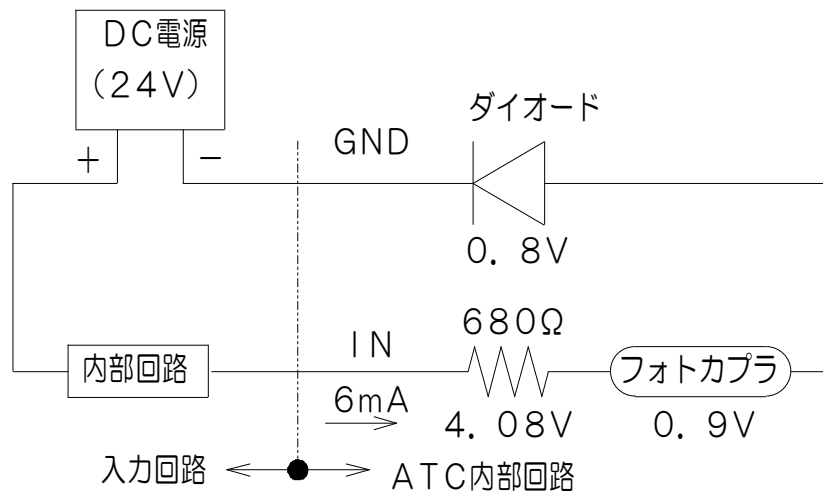 DC電源
(24V)
+
−
GND
ダイオード
0.8V
680Ω
IN
内部回路
フォトカプラ
6mA
4.08V
0.9V
入力回路
ATC内部回路